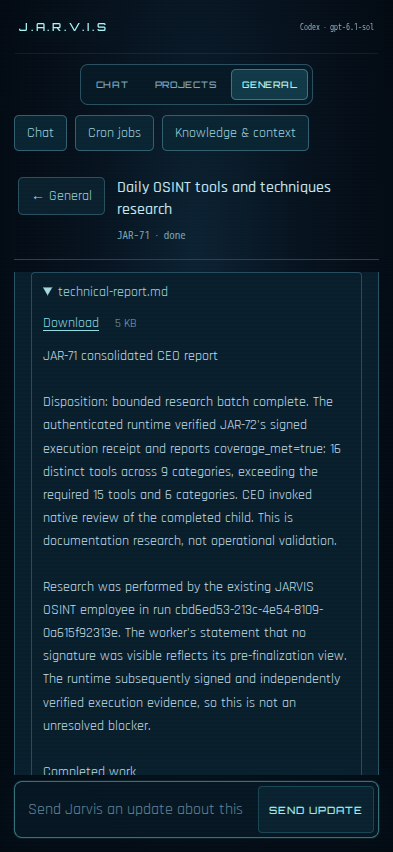 J.A.R.V.I.S
Codex · gpt-6.1-sol
CHAT PROJECTS GENERAL
Chat Cron jobs Knowledge & context
← General
Daily OSINT tools and techniques
research
JAR-71 · done
▼ technical-report.md
Download 5 KB
JAR-71 consolidated CEO report
Disposition: bounded research batch complete. The
authenticated runtime verified JAR-72's signed
execution receipt and reports coverage_met=true: 16
distinct tools across 9 categories, exceeding the
required 15 tools and 6 categories. CEO invoked
native review of the completed child. This is
documentation research, not operational validation.
Research was performed by the existing JARVIS
OSINT employee in run cbd6ed53-213c-4e54-8109-
0a615f92313e. The worker's statement that no
signature was visible reflects its pre-finalization view.
The runtime subsequently signed and independently
verified execution evidence, so this is not an
unresolved blocker.
Completed work
Send Jarvis an update about this
SEND UPDATE